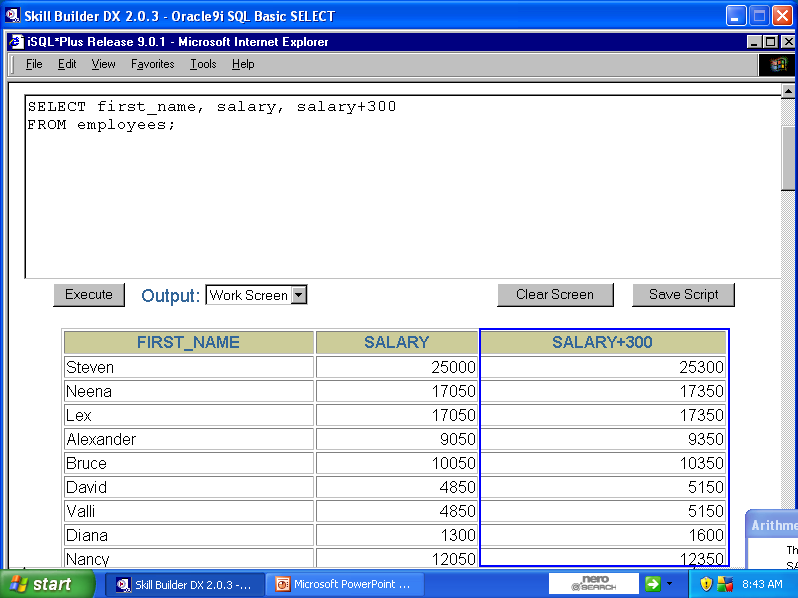 Skill Builder DX 2.0.3 - Oracle9i SQL Basic SELECT
iSQL*Plus Release 9.0.1 - Microsoft Internet Explorer
File Edit View Favorites Tools Help
SELECT first_name, salary, salary+300
FROM employees;
Execute Output: Work Screen Clear Screen Save Script
FIRST_NAME SALARY SALARY+300
Steven 25000 25300
Neena 17050 17350
Lex 17050 17350
Alexander 9050 9350
Bruce 10050 10350
David 4850 5150
Valli 4850 5150
Diana 1300 1600
Nancy 12050 12350
Arithme
Th
SA
start Skill Builder DX 2.0.3 -... Microsoft PowerPoint ... nero @SEARCH 8:43 AM